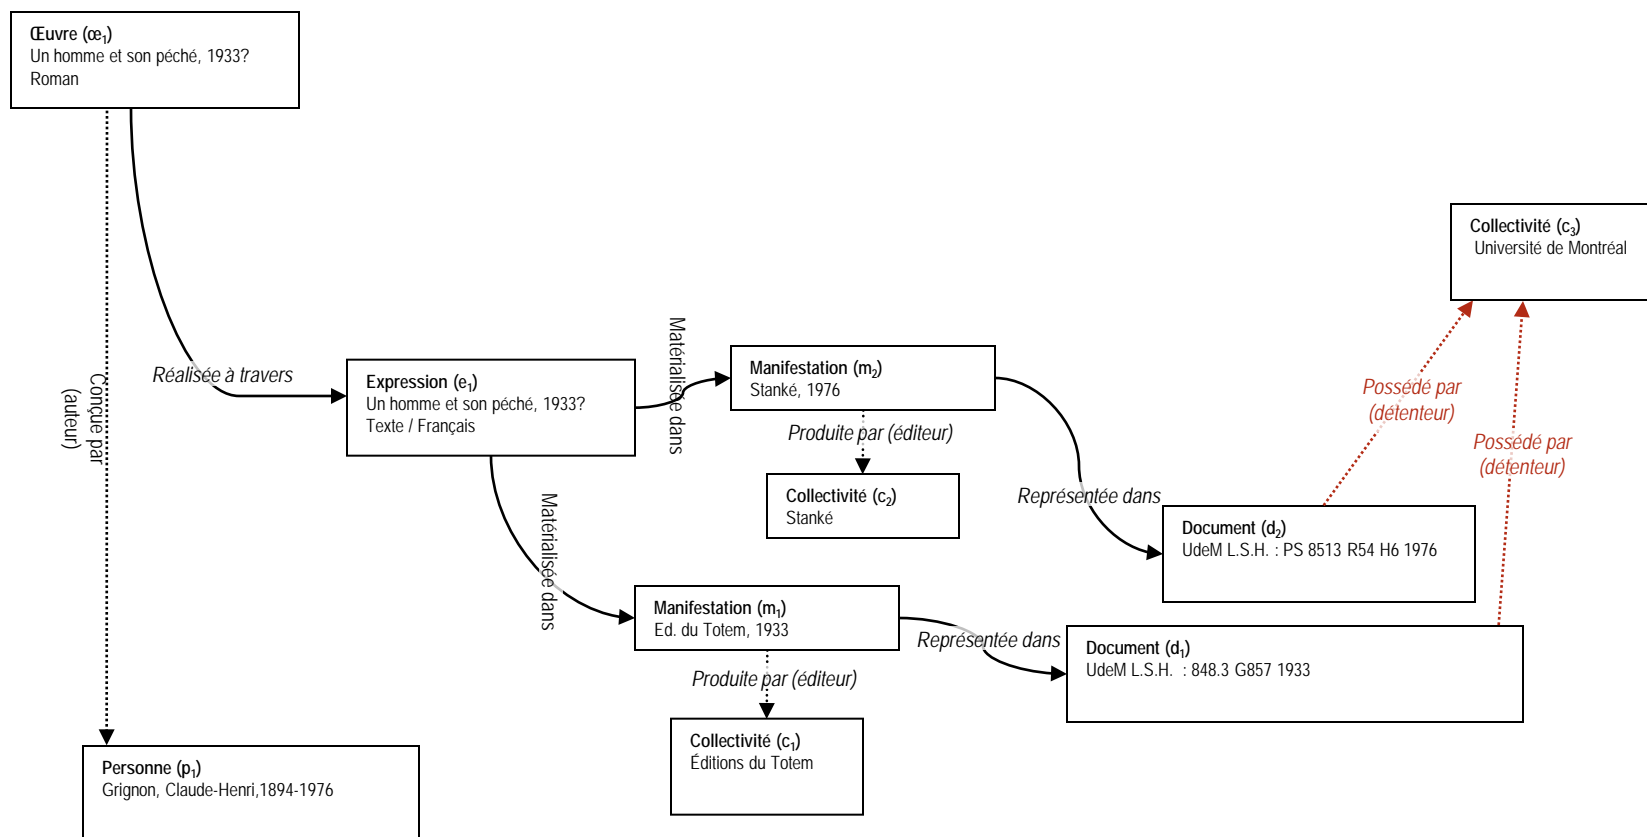 Œuvre (œ₁)
Un homme et son péché, 1933?
Roman
Conçue par
(auteur)
Réalisée à travers
Expression (e₁)
Un homme et son péché, 1933?
Texte / Français
Matérialisée dans
Manifestation (m₂)
Stanké, 1976
Produite par (éditeur)
Collectivité (c₂)
Stanké
Représentée dans
Document (d₂)
UdeM L.S.H. : PS 8513 R54 H6 1976
Possédé par
(détenteur)
Possédé par
(détenteur)
Collectivité (c₃)
Université de Montréal
Matérialisée dans
Manifestation (m₁)
Ed. du Totem, 1933
Produite par (éditeur)
Collectivité (c₁)
Éditions du Totem
Représentée dans
Document (d₁)
UdeM L.S.H. : 848.3 G857 1933
Personne (p₁)
Grignon, Claude-Henri,1894-1976